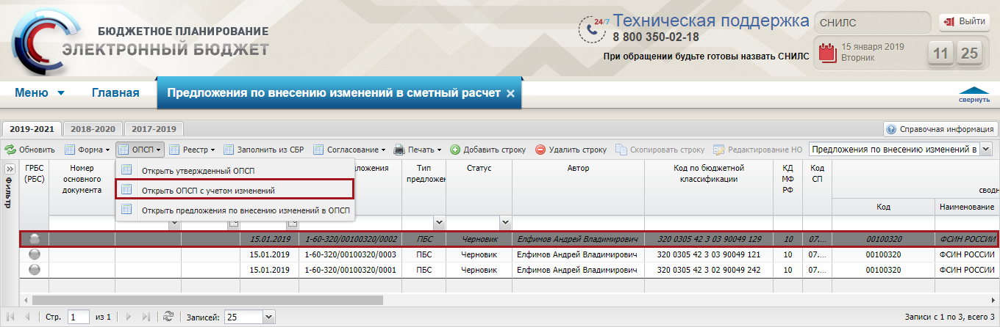 БЮДЖЕТНОЕ ПЛАНИРОВАНИЕ
ЭЛЕКТРОННЫЙ БЮДЖЕТ
24/7 Техническая поддержка
8 800 350-02-18
При обращении будьте готовы назвать СНИЛС
СНИЛС
Выйти
15 января 2019
Вторник
11 25
Меню Главная Предложения по внесению изменений в сметный расчет
свернуть
2019-2021 2018-2020 2017-2019 Справочная информация
Обновить Форма ОПСП Реестр Заполнить из СБР Согласование Печать Добавить строку Удалить строку Скопировать строку Редактирование НО Предложения по внесению изменений в
Открыть утвержденный ОПСП
Открыть ОПСП с учетом изменений
Открыть предложения по внесению изменений в ОПСП
Фильтр
ГРБС
(РБС)
Номер
основного
документа
ложения
Тип
предложен
Статус
Автор
Код по бюджетной
классификации
КД
МФ
РФ
Код
СП
сводн
Код Наименование
15.01.2019 1-60-320/00100320/0002 ПБС Черновик Елфимов Андрей Владимирович 320 0305 42 3 03 90049 129 10 07.... 00100320 ФСИН РОССИИ
15.01.2019 1-60-320/00100320/0003 ПБС Черновик Елфимов Андрей Владимирович 320 0305 42 3 03 90049 121 10 07.... 00100320 ФСИН РОССИИ
15.01.2019 1-60-320/00100320/0001 ПБС Черновик Елфимов Андрей Владимирович 320 0305 42 3 02 90049 242 10 07.... 00100320 ФСИН РОССИИ
Стр. 1 из 1 Записей: 25 Записи с 1 по 3, всего 3